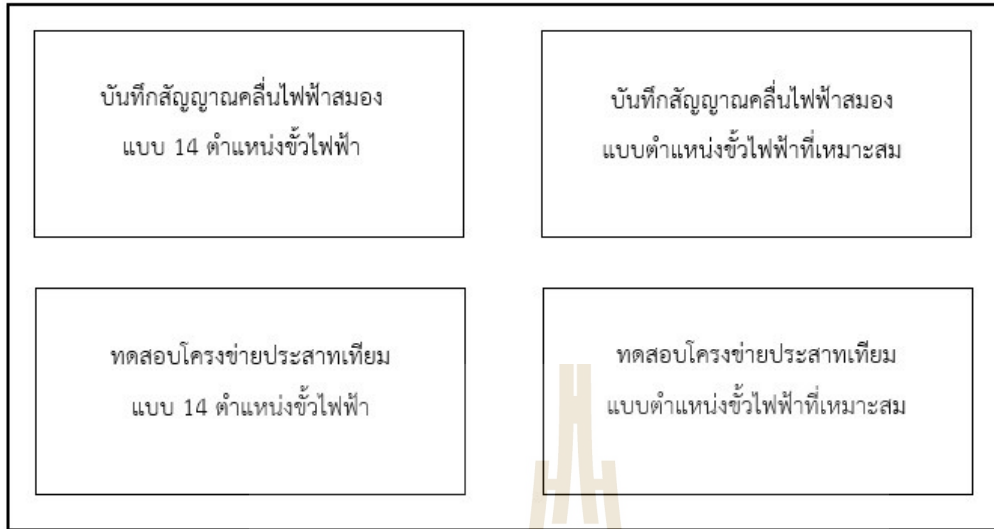 บันทึกสัญญาณคลื่นไฟฟ้าสมอง
แบบ 14 ตำแหน่งขั้วไฟฟ้า
บันทึกสัญญาณคลื่นไฟฟ้าสมอง
แบบตำแหน่งขั้วไฟฟ้าที่เหมาะสม
ทดสอบโครงข่ายประสาทเทียม
แบบ 14 ตำแหน่งขั้วไฟฟ้า
ทดสอบโครงข่ายประสาทเทียม
แบบตำแหน่งขั้วไฟฟ้าที่เหมาะสม